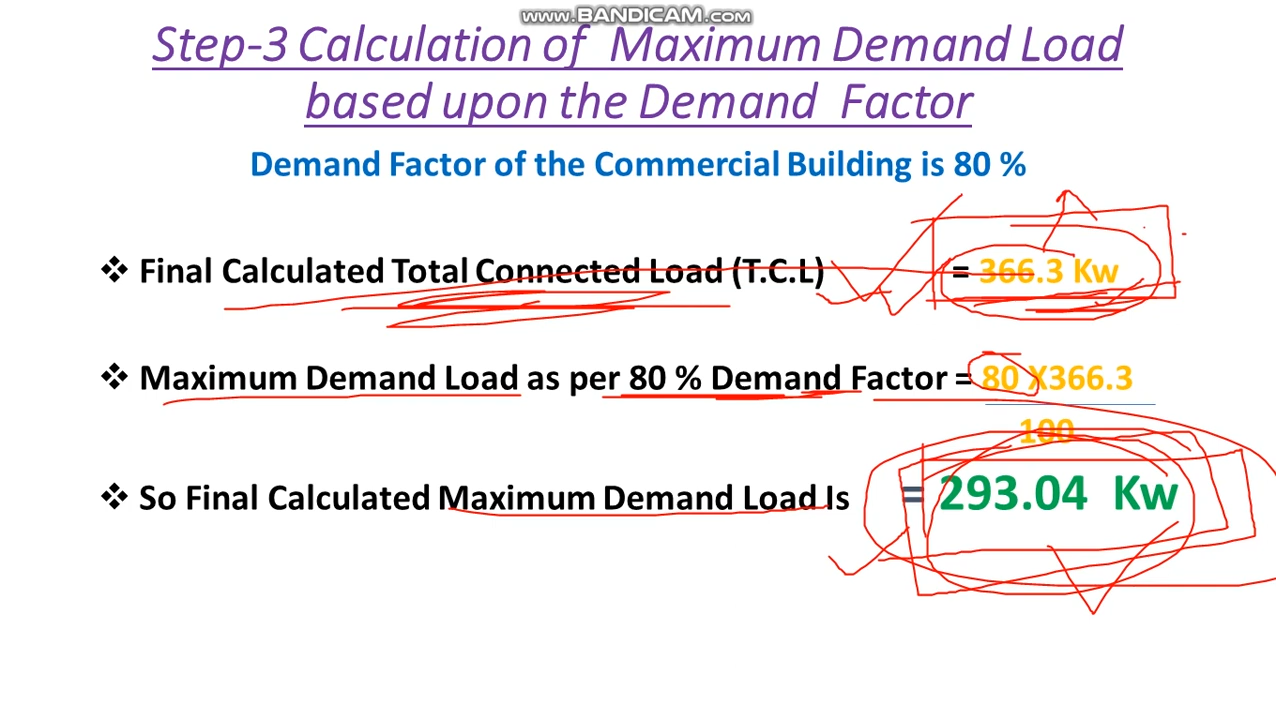 www.BANDICAM.com
Step-3 Calculation of Maximum Demand Load
based upon the Demand Factor
Demand Factor of the Commercial Building is 80 %
❖ Final Calculated Total Connected Load (T.C.L) = 366.3 Kw
❖ Maximum Demand Load as per 80 % Demand Factor = 80 X366.3
100
❖ So Final Calculated Maximum Demand Load Is = 293.04 Kw